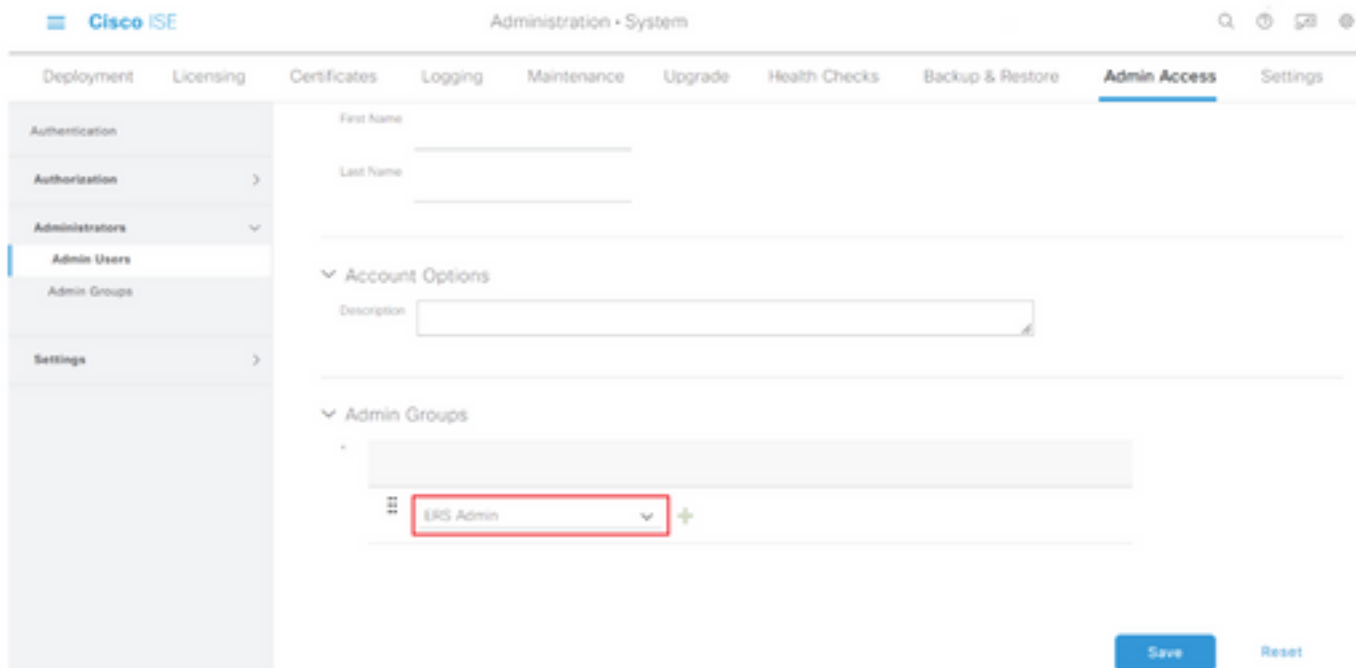 Cisco ISE
Administration • System
Deployment Licensing Certificates Logging Maintenance Upgrade Health Checks Backup & Restore Admin Access Settings
Authentication
Authorization
Administrators
Admin Users
Admin Groups
Settings
First Name
Last Name
Account Options
Description
Admin Groups
*
ERS Admin
Save Reset